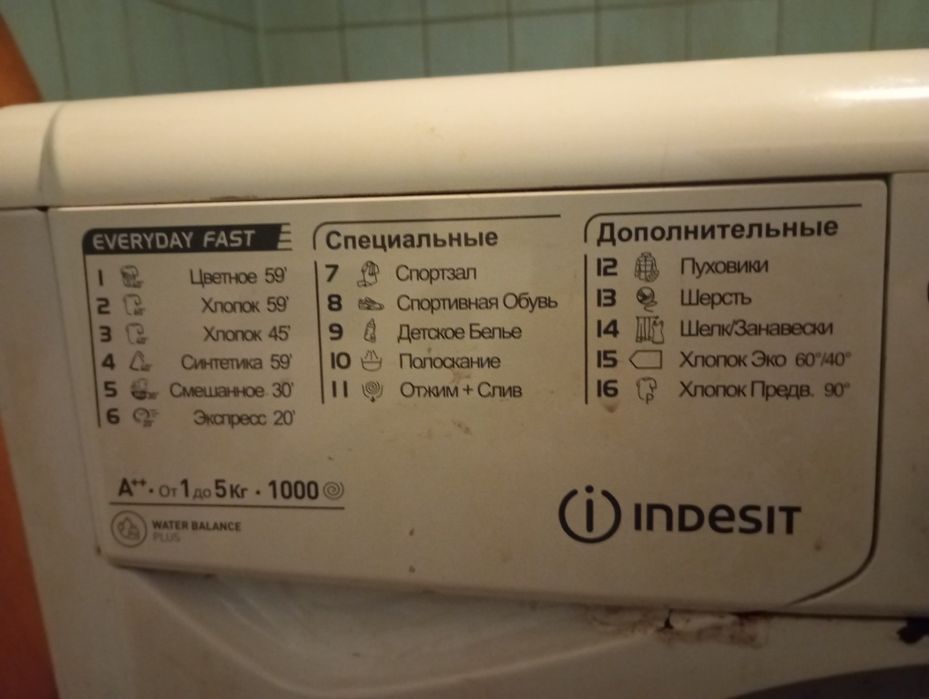 EVERYDAY FAST
1 Цветное 59'
2 Хлопок 59'
3 Хлопок 45'
4 Синтетика 59'
5 Смешанное 30'
6 Экспресс 20'
A++ · От 1 до 5 Кг · 1000
WATER BALANCE
PLUS
Специальные
7 Спортзал
8 Спортивная Обувь
9 Детское Белье
10 Полоскание
11 Отжим + Слив
Дополнительные
12 Пуховики
13 Шерсть
14 Шелк/Занавески
15 Хлопок Эко 60°/40°
16 Хлопок Предв. 90°
INDESIT